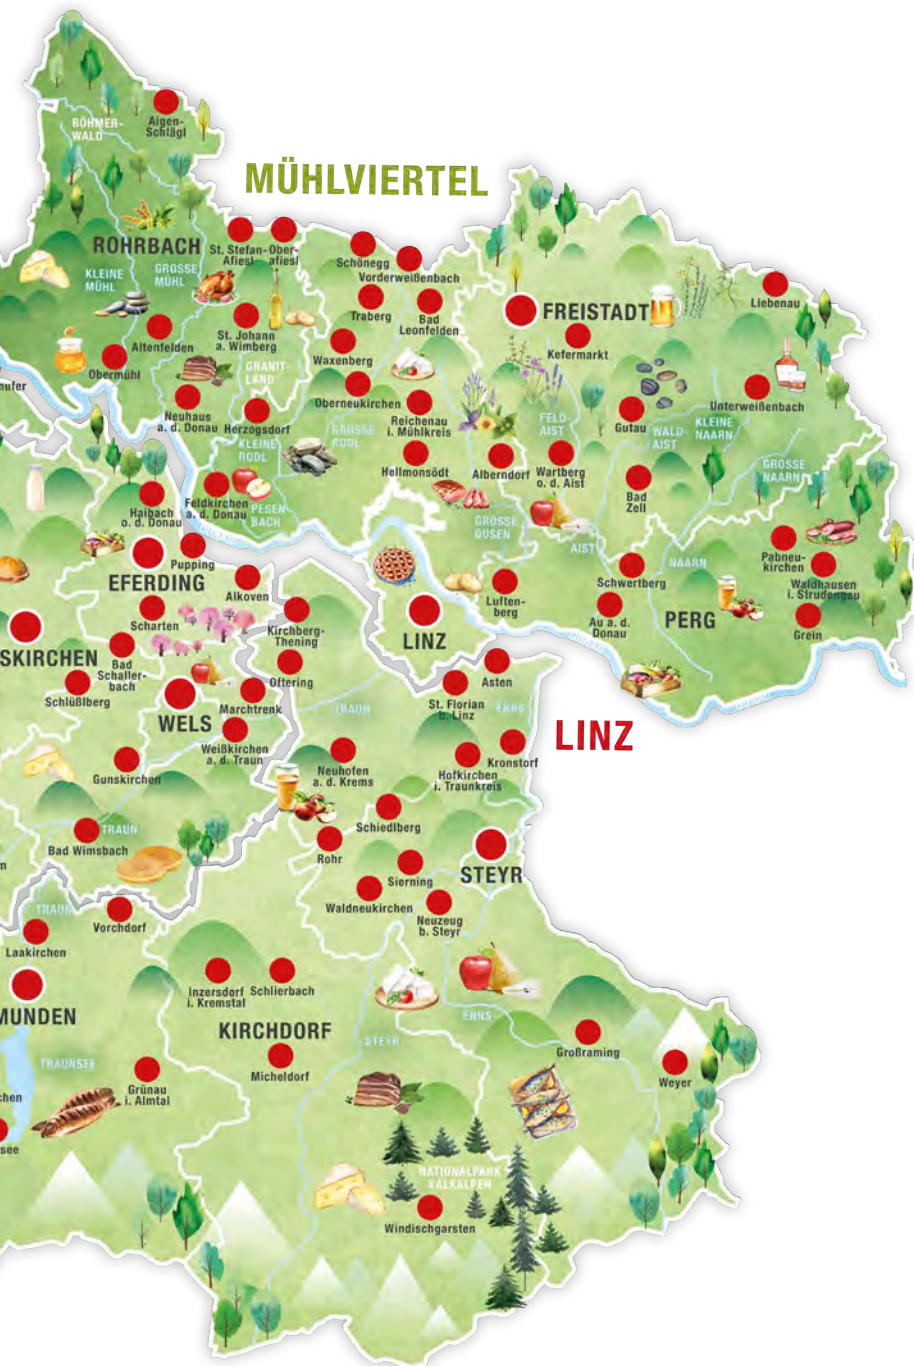 BÖHMER-
WALD
Aigen-
Schlägl
MÜHLVIERTEL
ROHRBACH
St. Stefan-
Afiesl
Ober-
afiesl
Schönegg
Vorderweißenbach
KLEINE
MÜHL
GROSSE
MÜHL
Traberg
Bad
Leonfelden
FREISTADT
Liebenau
Altenfelden
St. Johann
a. Wimberg
Kefermarkt
Obermühl
Waxenberg
GRANIT-
LAND
nufer
Neuhaus
a. d. Donau
Herzogsdorf
Oberneukirchen
Reichenau
i. Mühlkreis
Unterweißenbach
Gutau
FELD-
AIST
WALD-
AIST
KLEINE
NAARN
KLEINE
RODL
GROSSE
RODL
Hellmonsödt
Alberndorf
Wartberg
o. d. Aist
GROSSE
NAARN
Bad
Zell
Haibach
o. d. Donau
Feldkirchen
a. d. Donau
PESEN-
BACH
DONAU
GROSSE
GUSEN
AIST
Pupping
EFERDING
Alkoven
Luften-
berg
Schwertberg
NAARN
Pabneu-
kirchen
Waldhausen
i. Strudengau
Scharten
Kirchberg-
Thening
LINZ
Au a. d.
Donau
PERG
Grein
DONAU
SKIRCHEN
Bad
Schaller-
bach
Oftering
Asten
Schlüßlberg
Marchtrenk
WELS
TRAUN
St. Florian
b. Linz
ENNS
DONAU
LINZ
Weißkirchen
a. d. Traun
Gunskirchen
Neuhofen
a. d. Krems
Hofkirchen
i. Traunkreis
Kronstorf
TRAUN
Bad Wimsbach
Schiedlberg
Rohr
m
STEYR
Sierning
Waldneukirchen
Neuzeug
b. Steyr
TRAUN
Vorchdorf
Laakirchen
Inzersdorf
i. Kremstal
Schlierbach
MUNDEN
KIRCHDORF
ENNS
STEYR
Großraming
TRAUNSEE
Micheldorf
Weyer
Grünau
i. Almtal
chen
see
NATIONALPARK
KALKALPEN
Windischgarsten